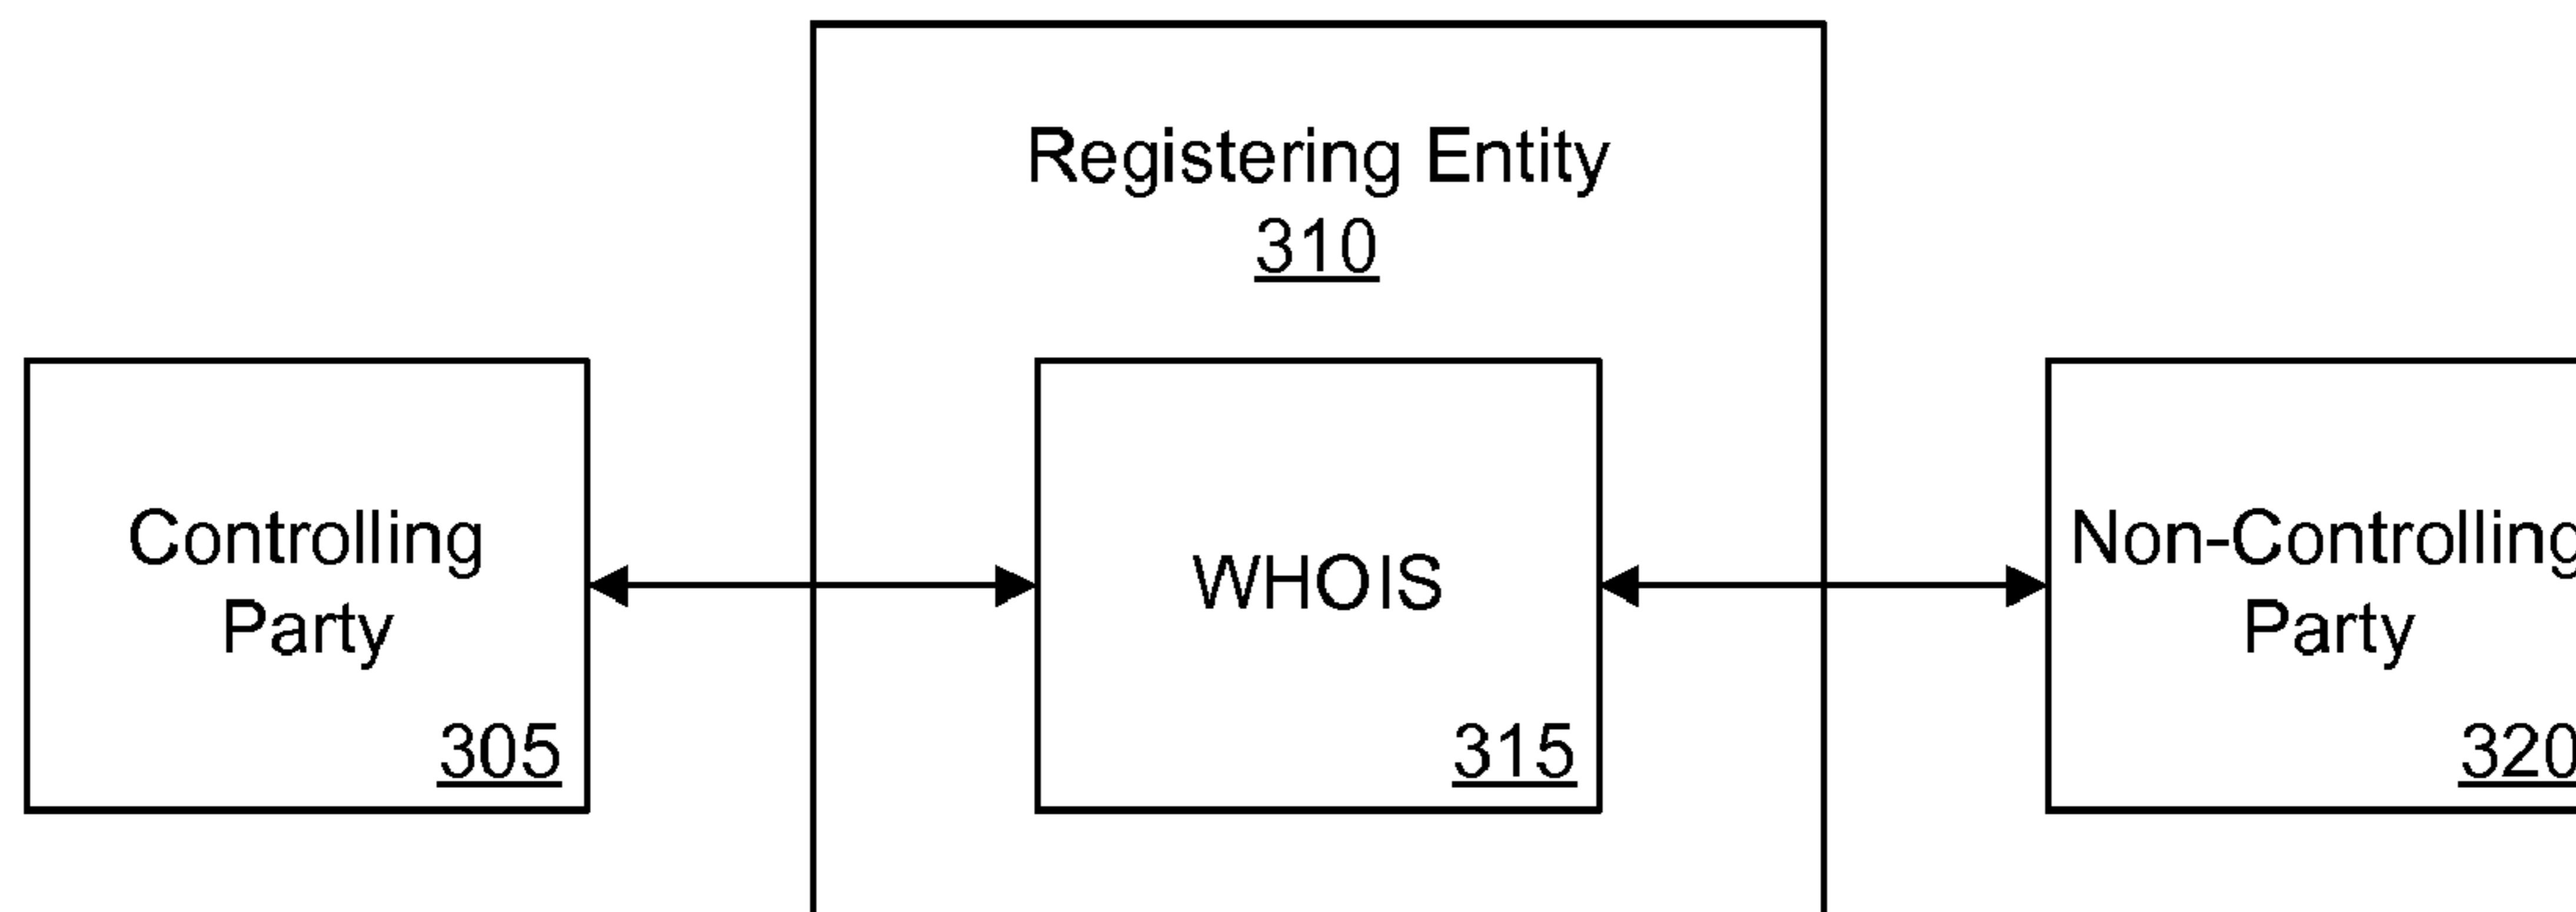 Registering Entity
310
Controlling
Party
305
WHOIS
315
Non-Controlling
Party
320